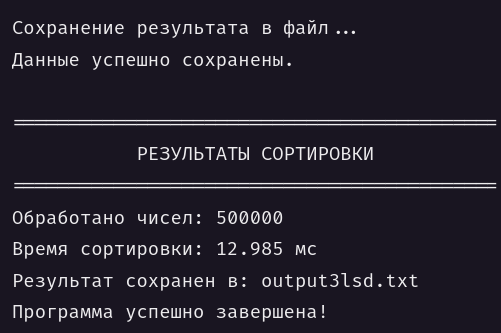 Сохранение результата в файл...
Данные успешно сохранены.
===========================================
РЕЗУЛЬТАТЫ СОРТИРОВКИ
===========================================
Обработано чисел: 500000
Время сортировки: 12.985 мс
Результат сохранен в: output3lsd.txt
Программа успешно завершена!